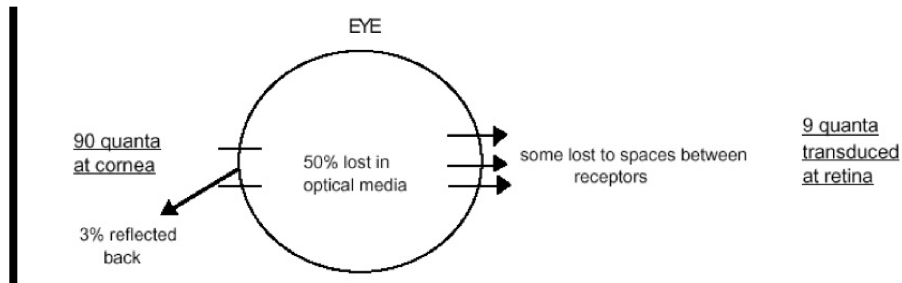 EYE
90 quanta
at cornea
50% lost in
optical media
some lost to spaces between
receptors
9 quanta
transduced
at retina
3% reflected
back